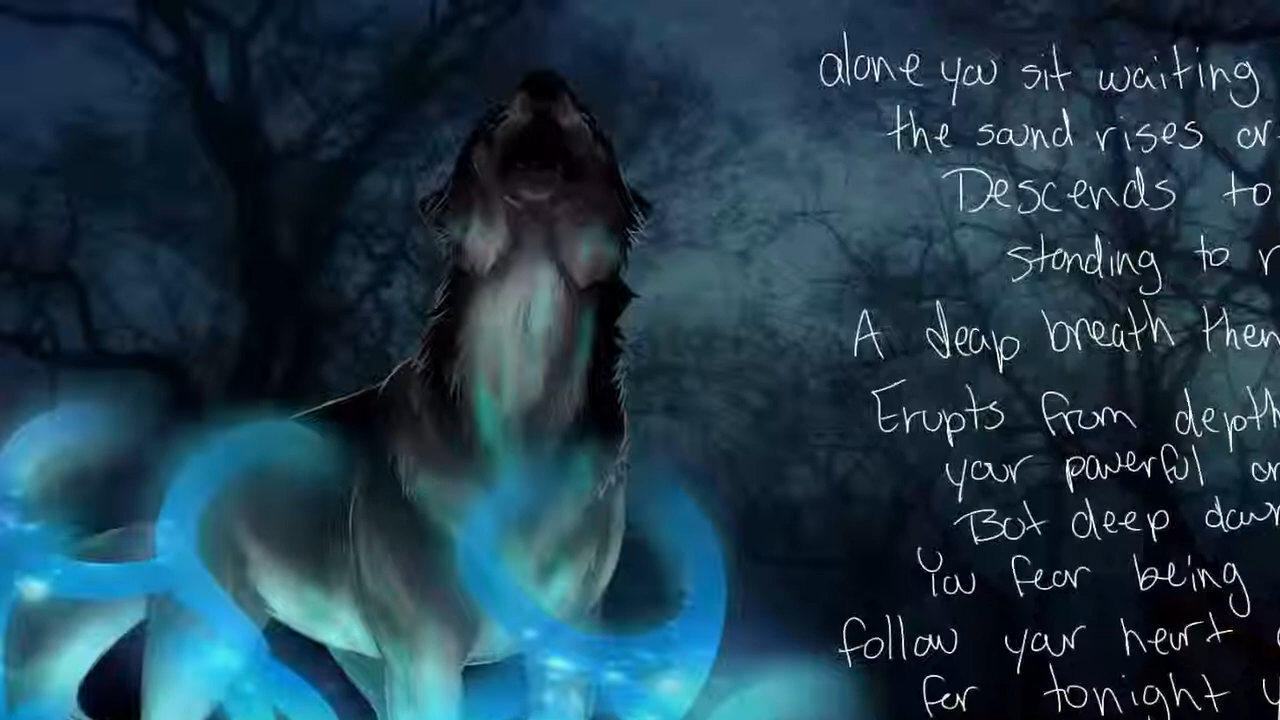 alone you sit waiting
the sand rises or
Descends to
standing to
A deap breath then
Erupts from depth
your powerful
But deep down
You fear being
follow your heart
for tonight